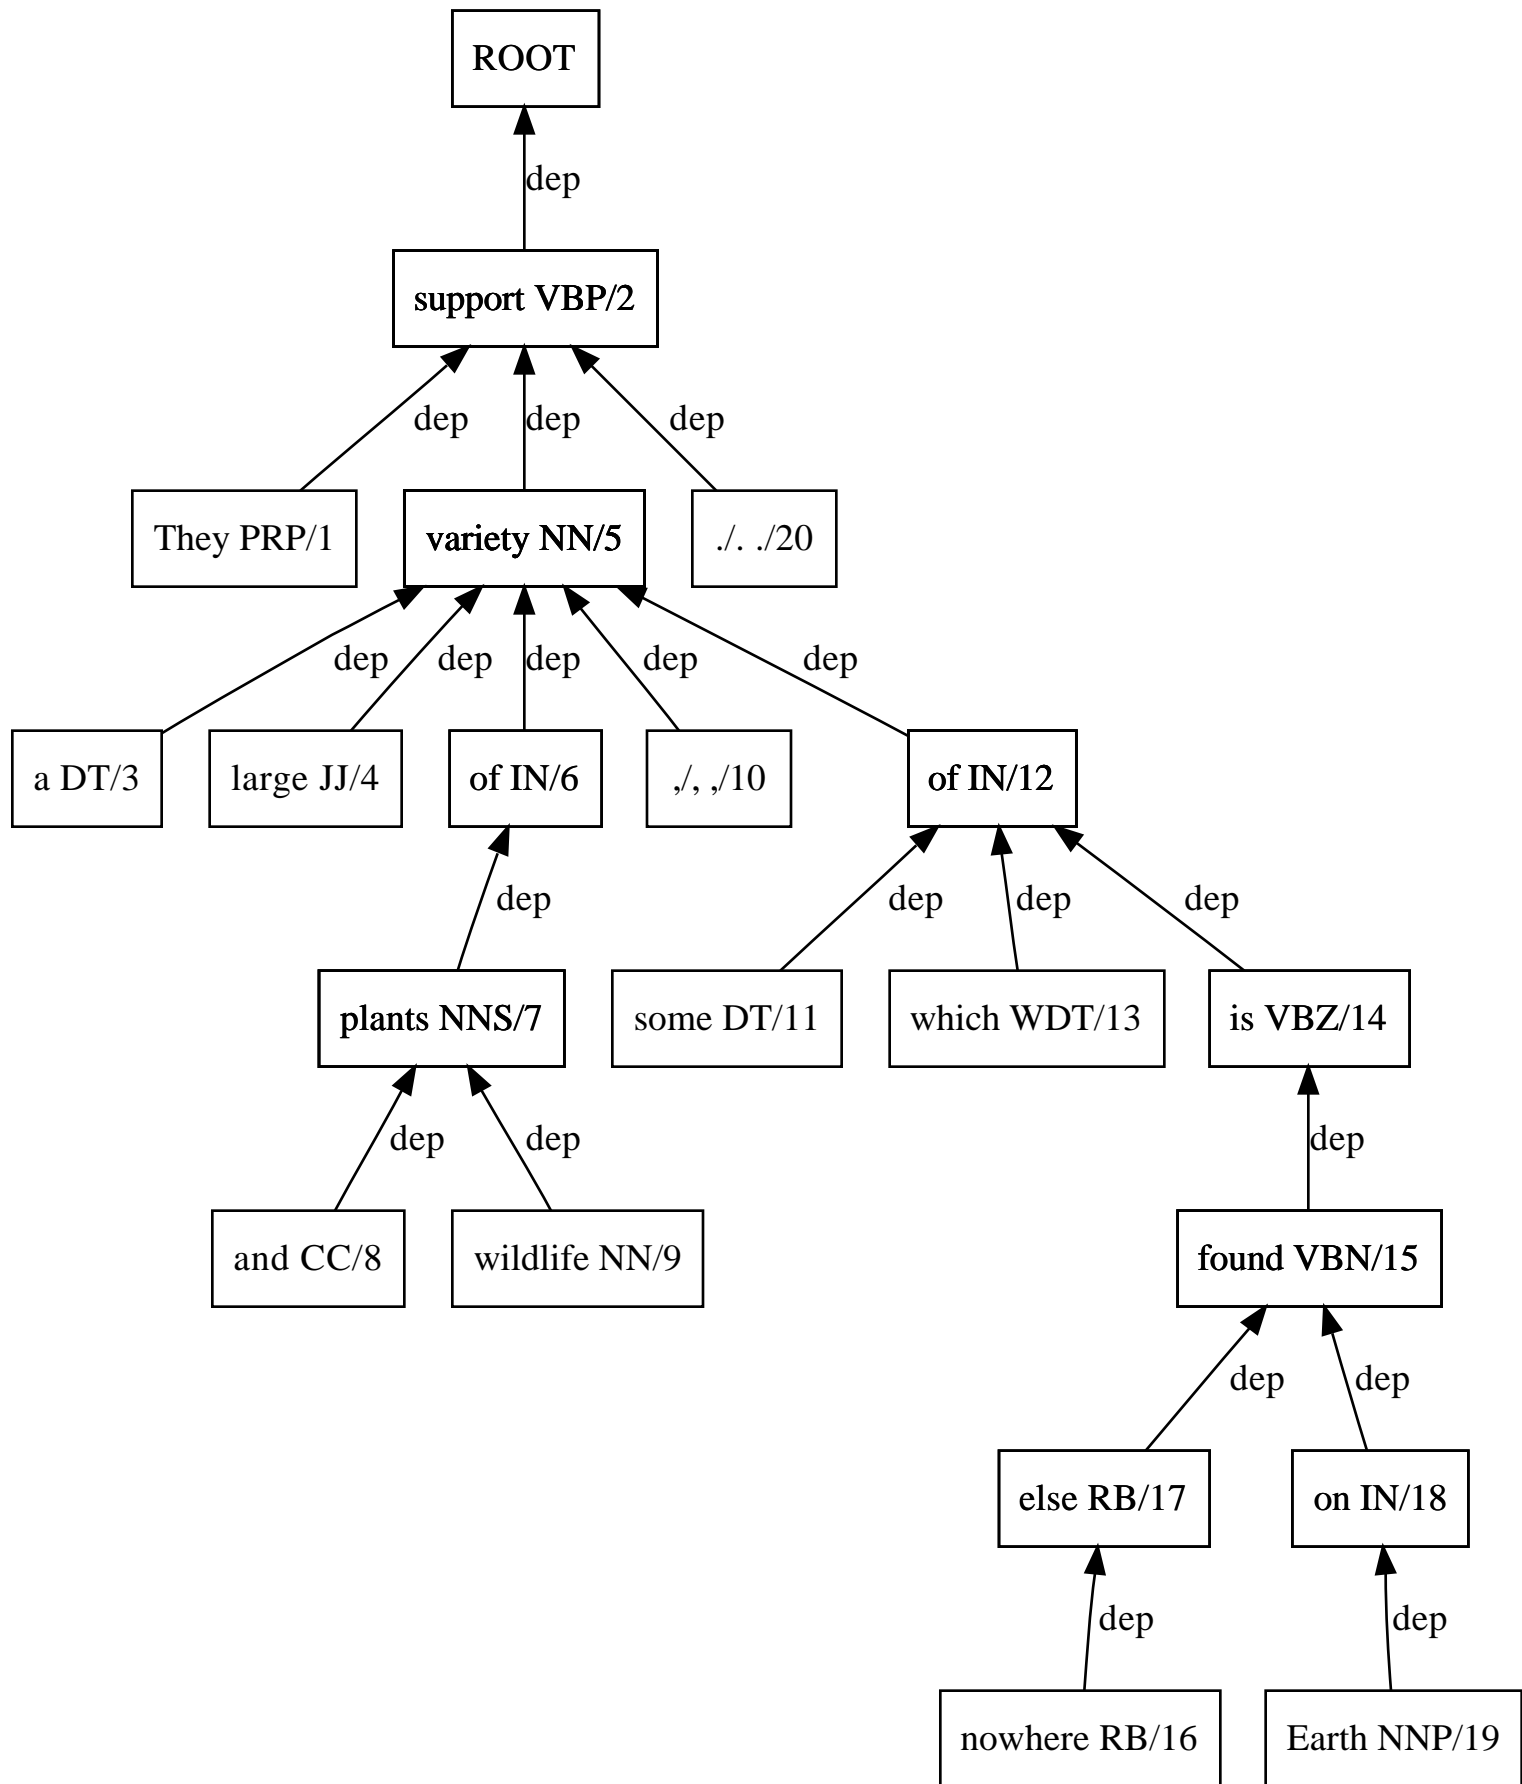 ROOT
dep
support VBP/2
dep dep dep
They PRP/1 variety NN/5 ./. ./20
dep dep dep dep dep
a DT/3 large JJ/4 of IN/6 ,/, ,/10 of IN/12
dep dep dep dep
plants NNS/7 some DT/11 which WDT/13 is VBZ/14
dep dep dep
and CC/8 wildlife NN/9 found VBN/15
dep dep
else RB/17 on IN/18
dep dep
nowhere RB/16 Earth NNP/19